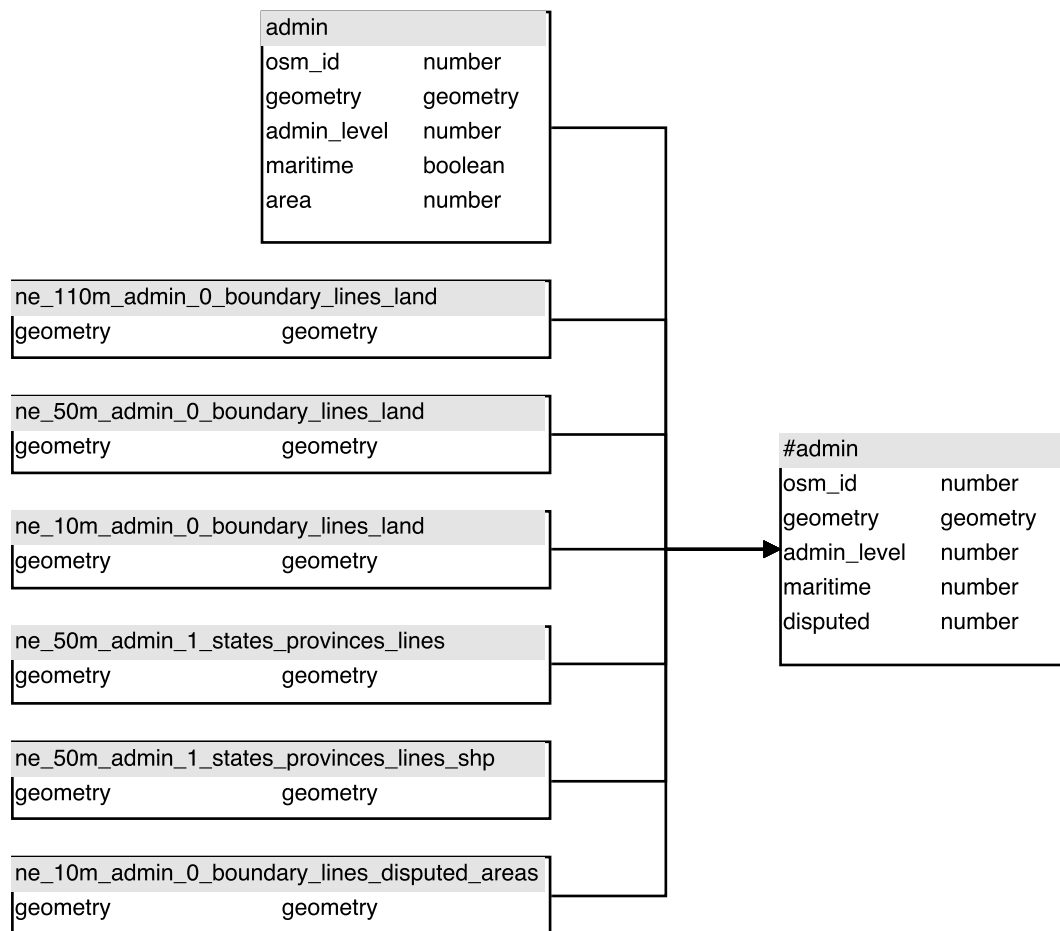 admin
osm_id number
geometry geometry
admin_level number
maritime boolean
area number
ne_110m_admin_0_boundary_lines_land
geometry geometry
ne_50m_admin_0_boundary_lines_land
geometry geometry
ne_10m_admin_0_boundary_lines_land
geometry geometry
ne_50m_admin_1_states_provinces_lines
geometry geometry
ne_50m_admin_1_states_provinces_lines_shp
geometry geometry
ne_10m_admin_0_boundary_lines_disputed_areas
geometry geometry
#admin
osm_id number
geometry geometry
admin_level number
maritime number
disputed number